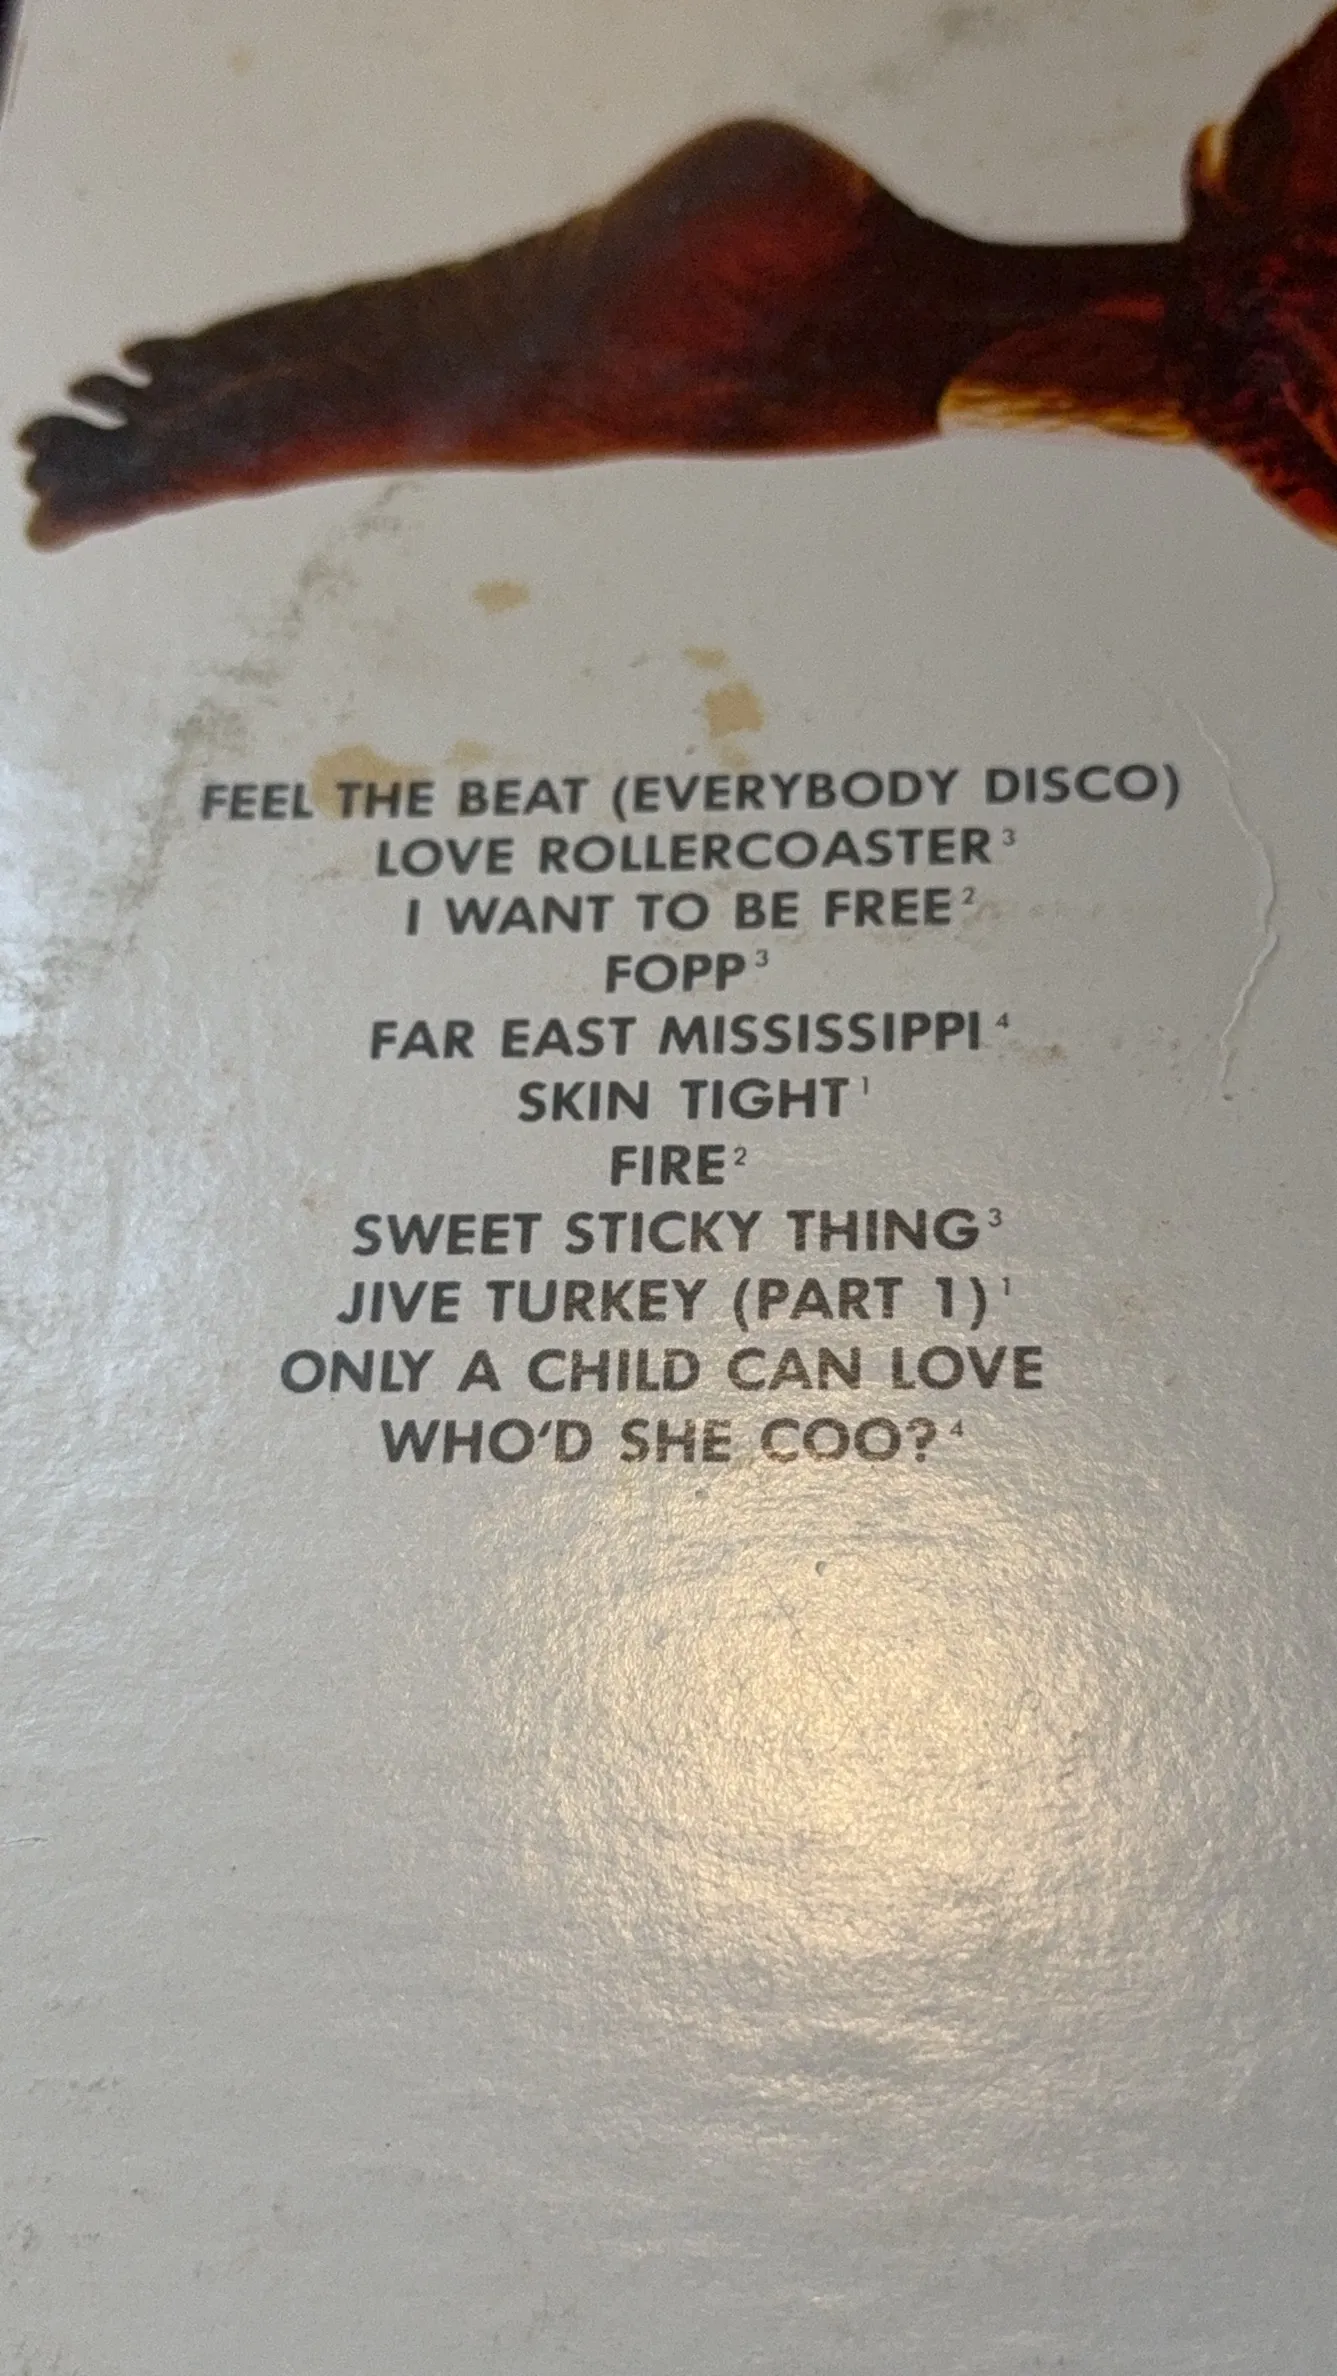 FEEL THE BEAT (EVERYBODY DISCO)
LOVE ROLLERCOASTER³
I WANT TO BE FREE²
FOPP³
FAR EAST MISSISSIPPI⁴
SKIN TIGHT¹
FIRE²
SWEET STICKY THING³
JIVE TURKEY (PART 1)¹
ONLY A CHILD CAN LOVE
WHO'D SHE COO?⁴